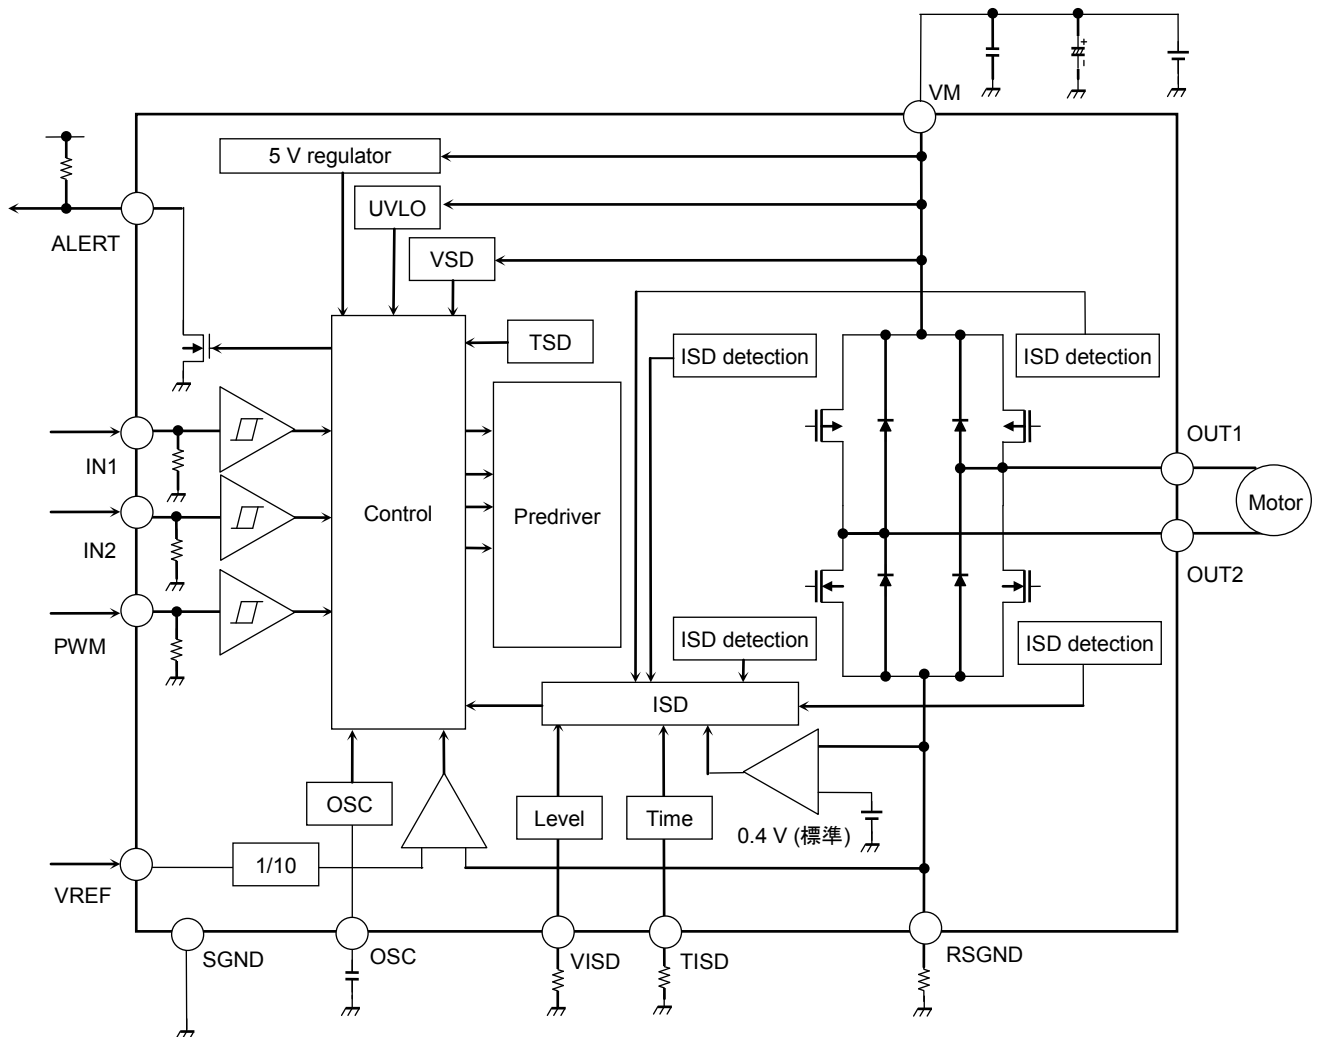 VM
5 V regulator
UVLO
ALERT
VSD
TSD
ISD detection
ISD detection
OUT1
IN1
Control
Predriver
Motor
IN2
OUT2
PWM
ISD detection
ISD detection
ISD
OSC
Level
Time
0.4 V (標準)
1/10
VREF
SGND
OSC
VISD
TISD
RSGND